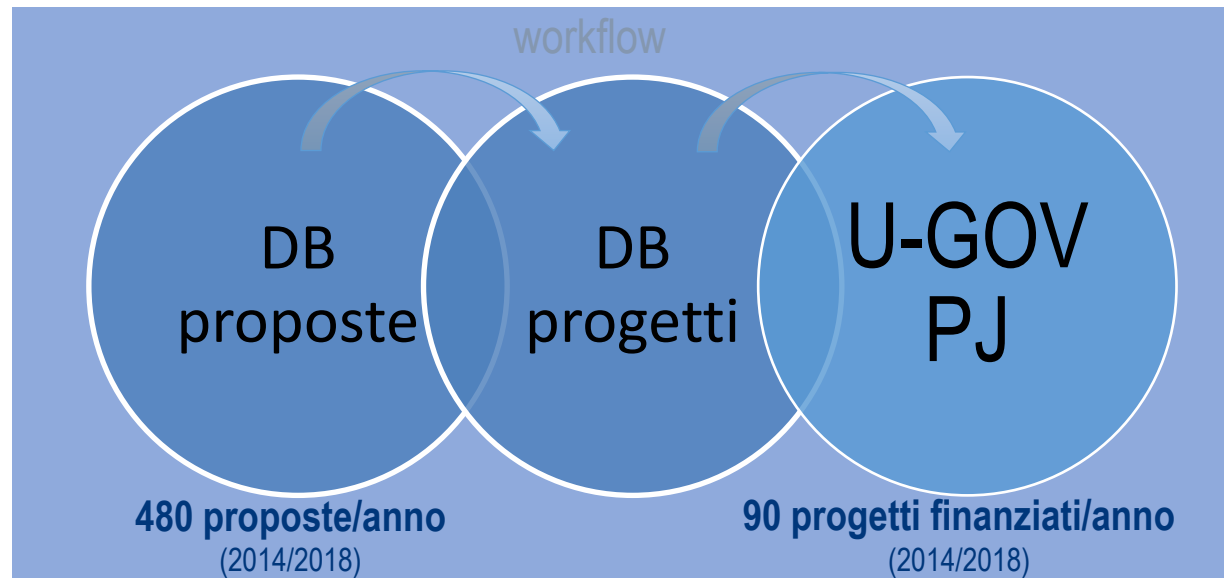 workflow
DB
proposte
DB
progetti
U-GOV
PJ
480 proposte/anno
(2014/2018)
90 progetti finanziati/anno
(2014/2018)